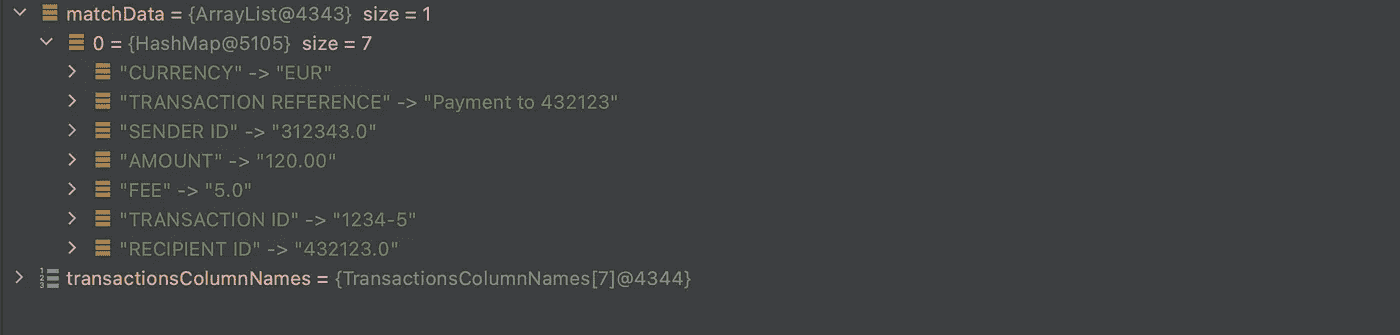 matchData = {ArrayList@4343} size = 1
0 = {HashMap@5105} size = 7
"CURRENCY" -> "EUR"
"TRANSACTION REFERENCE" -> "Payment to 432123"
"SENDER ID" -> "312343.0"
"AMOUNT" -> "120.00"
"FEE" -> "5.0"
"TRANSACTION ID" -> "1234-5"
"RECIPIENT ID" -> "432123.0"
transactionsColumnNames = {TransactionsColumnNames[7]@4344}